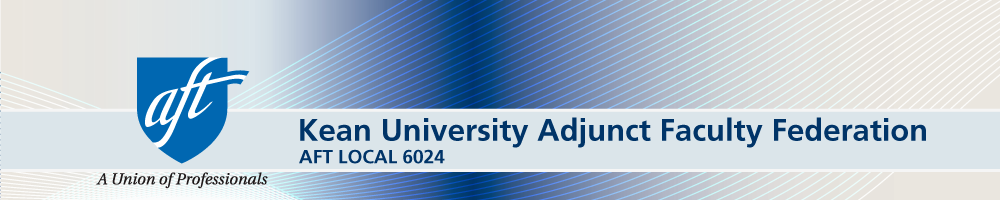 aft
Kean University Adjunct Faculty Federation
AFT LOCAL 6024
A Union of Professionals